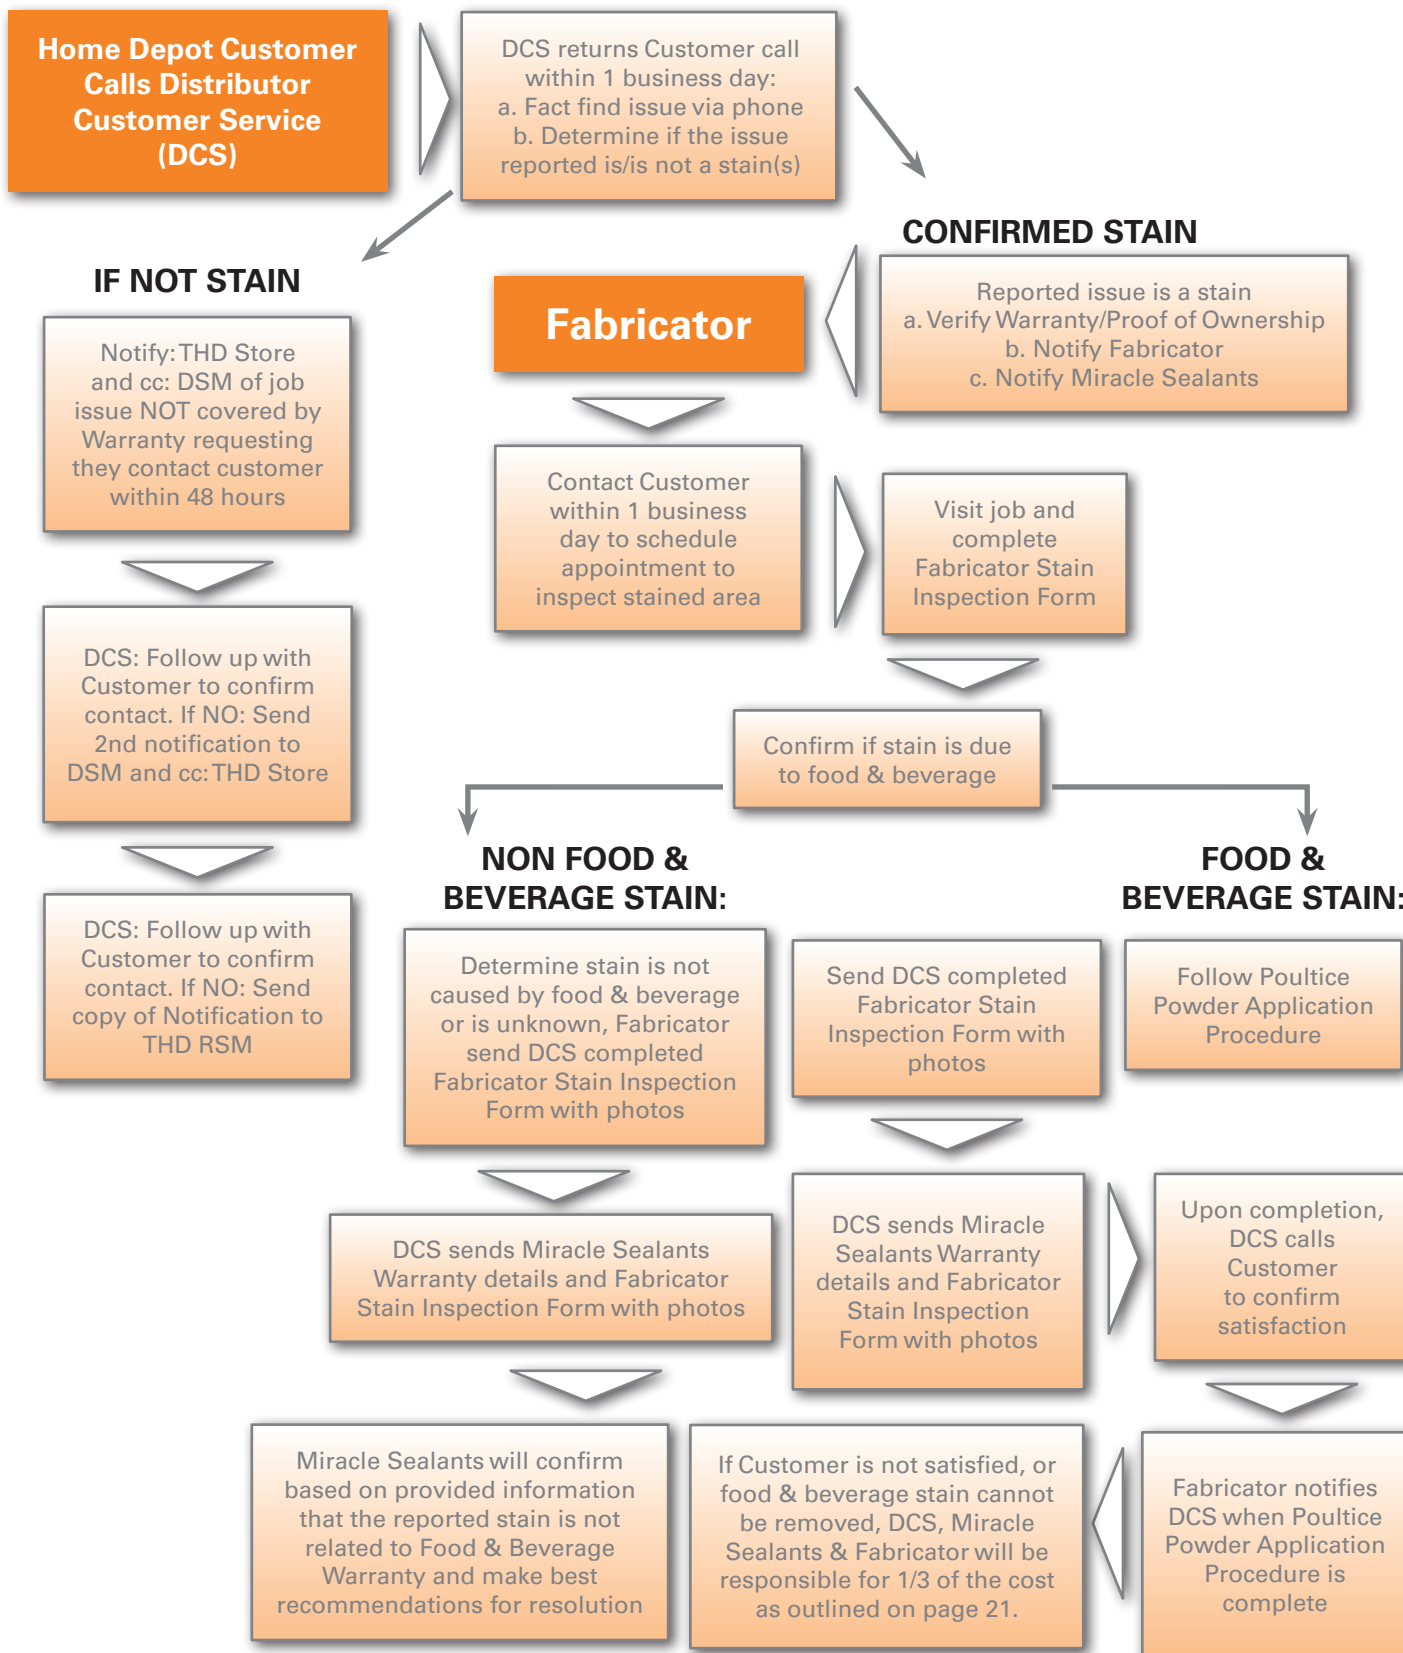 Home Depot Customer
Calls Distributor
Customer Service
(DCS)
DCS returns Customer call
within 1 business day:
a. Fact find issue via phone
b. Determine if the issue
reported is/is not a stain(s)
IF NOT STAIN
Notify: THD Store
and cc: DSM of job
issue NOT covered by
Warranty requesting
they contact customer
within 48 hours
DCS: Follow up with
Customer to confirm
contact. If NO: Send
2nd notification to
DSM and cc: THD Store
DCS: Follow up with
Customer to confirm
contact. If NO: Send
copy of Notification to
THD RSM
CONFIRMED STAIN
Reported issue is a stain
a. Verify Warranty/Proof of Ownership
b. Notify Fabricator
c. Notify Miracle Sealants
Fabricator
Contact Customer
within 1 business
day to schedule
appointment to
inspect stained area
Visit job and
complete
Fabricator Stain
Inspection Form
Confirm if stain is due
to food & beverage
NON FOOD &
BEVERAGE STAIN:
Determine stain is not
caused by food & beverage
or is unknown, Fabricator
send DCS completed
Fabricator Stain Inspection
Form with photos
DCS sends Miracle Sealants
Warranty details and Fabricator
Stain Inspection Form with photos
Miracle Sealants will confirm
based on provided information
that the reported stain is not
related to Food & Beverage
Warranty and make best
recommendations for resolution
FOOD &
BEVERAGE STAIN:
Follow Poultice
Powder Application
Procedure
Send DCS completed
Fabricator Stain
Inspection Form with
photos
DCS sends Miracle
Sealants Warranty
details and Fabricator
Stain Inspection
Form with photos
Upon completion,
DCS calls
Customer
to confirm
satisfaction
Fabricator notifies
DCS when Poultice
Powder Application
Procedure is
complete
If Customer is not satisfied, or
food & beverage stain cannot
be removed, DCS, Miracle
Sealants & Fabricator will be
responsible for 1/3 of the cost
as outlined on page 21.